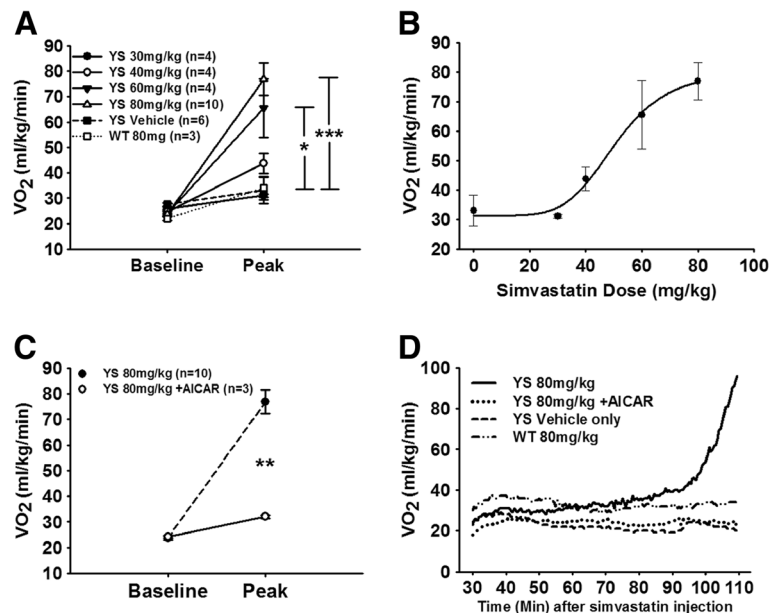 A
VO2 (ml/kg/min)
90
80
70
60
50
40
30
20
10
YS 30mg/kg (n=4)
YS 40mg/kg (n=4)
YS 60mg/kg (n=4)
YS 80mg/kg (n=10)
YS Vehicle (n=6)
WT 80mg (n=3)
*
***
Baseline
Peak
B
VO2 (ml/kg/min)
90
80
70
60
50
40
30
20
0
20
40
60
80
100
Simvastatin Dose (mg/kg)
C
VO2 (ml/kg/min)
90
80
70
60
50
40
30
20
10
YS 80mg/kg (n=10)
YS 80mg/kg +AICAR (n=3)
**
Baseline
Peak
D
VO2 (ml/kg/min)
100
80
60
40
20
0
YS 80mg/kg
YS 80mg/kg +AICAR
YS Vehicle only
WT 80mg/kg
30 40 50 60 70 80 90 100 110
Time (Min) after simvastatin injection